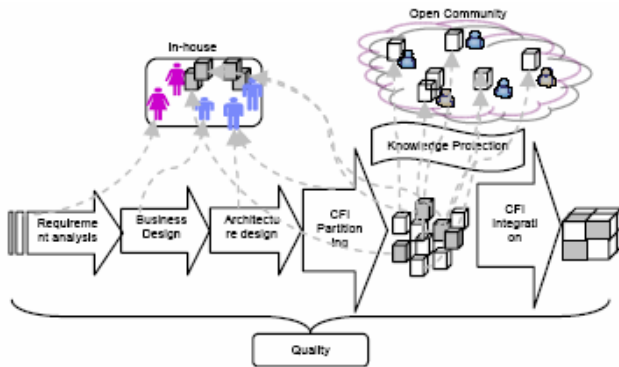 Open Community
In-house
Knowledge Protection
Requireme
nt analysis
Business
Design
Architectu
re design
CFI
Partition
ing
CFI
Integrati
on
Quality